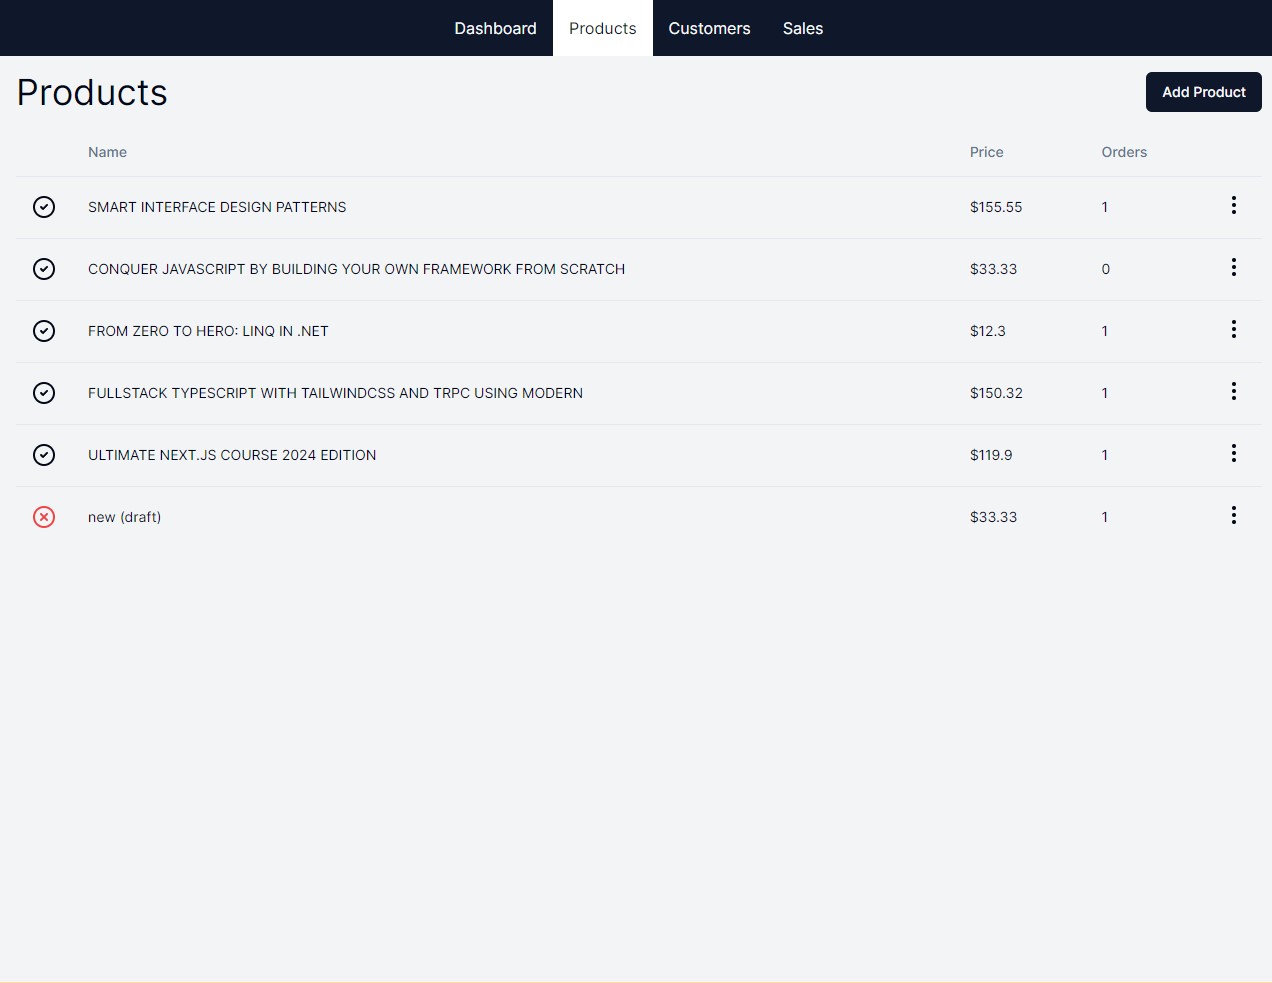 Dashboard Products Customers Sales
Products Add Product
Name Price Orders
SMART INTERFACE DESIGN PATTERNS $155.55 1
CONQUER JAVASCRIPT BY BUILDING YOUR OWN FRAMEWORK FROM SCRATCH $33.33 0
FROM ZERO TO HERO: LINQ IN .NET $12.3 1
FULLSTACK TYPESCRIPT WITH TAILWINDCSS AND TRPC USING MODERN $150.32 1
ULTIMATE NEXT.JS COURSE 2024 EDITION $119.9 1
new (draft) $33.33 1